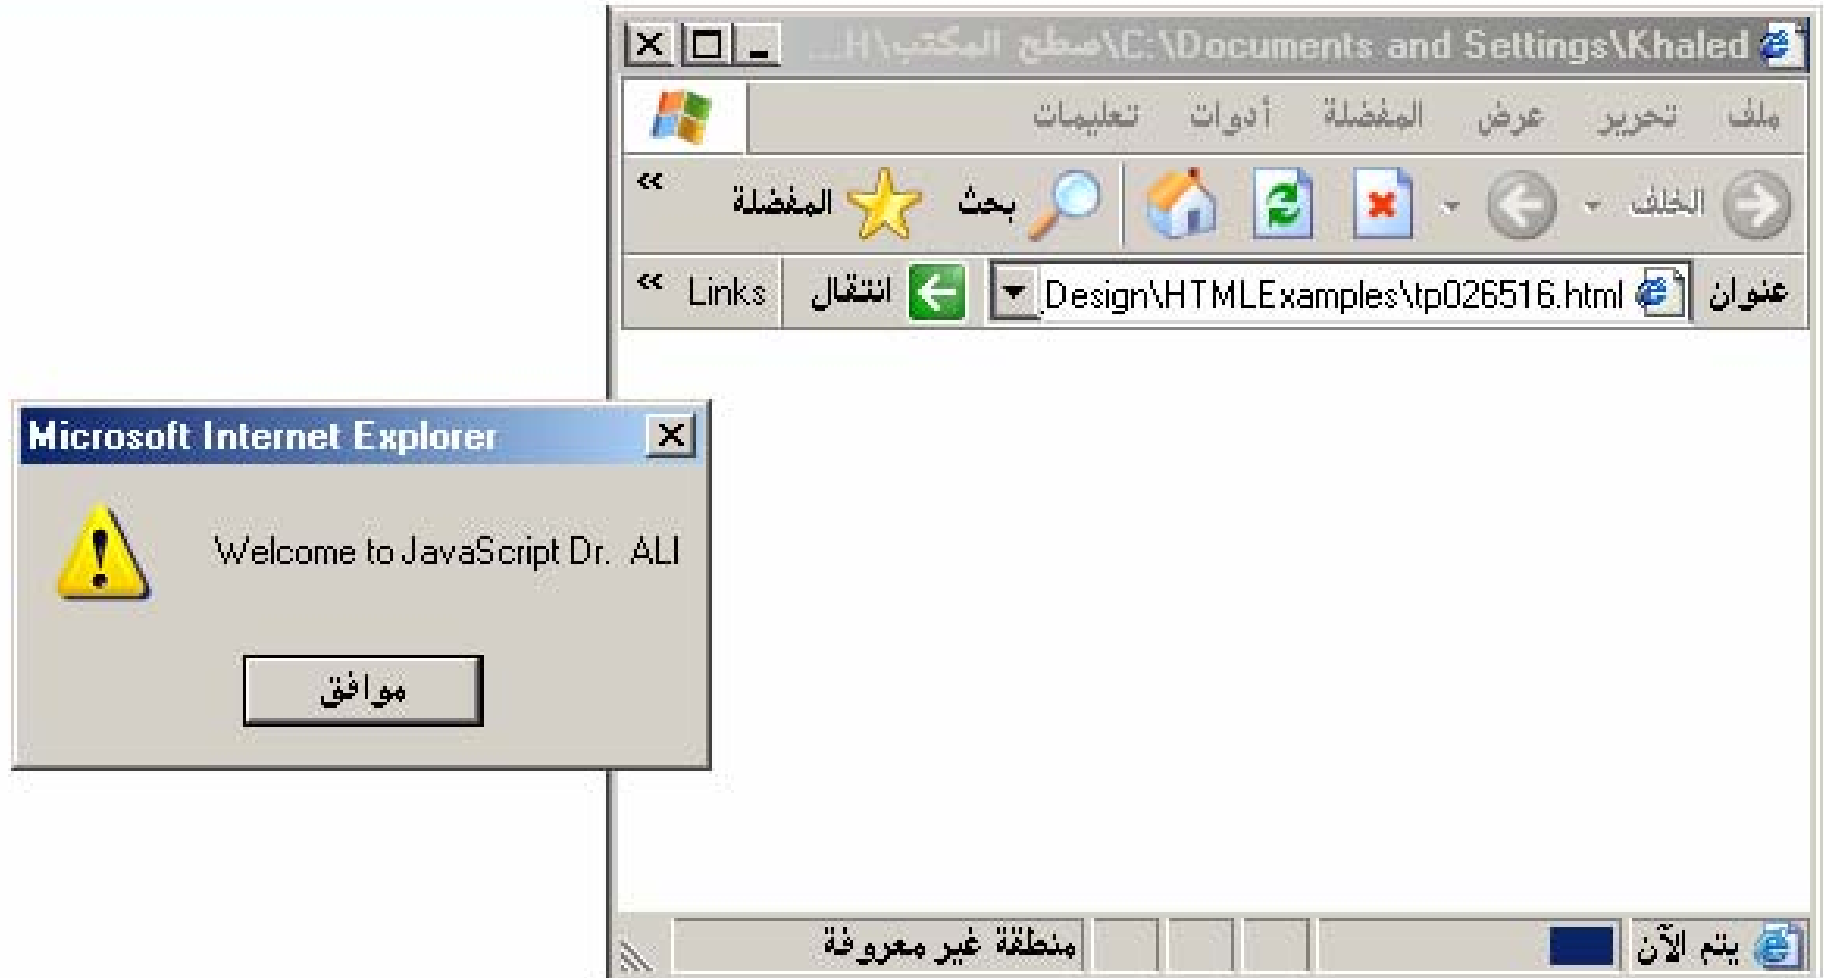 C:\Documents and Settings\Khaled\سطح المكتب\H...
ملف تحرير عرض المفضلة أدوات تعليمات
الخلف بحث المفضلة »
عنوان Design\HTMLExamples\tp026516.html انتقال Links »
Microsoft Internet Explorer
Welcome to JavaScript Dr. ALI
موافق
يتم الآن منطقة غير معروفة